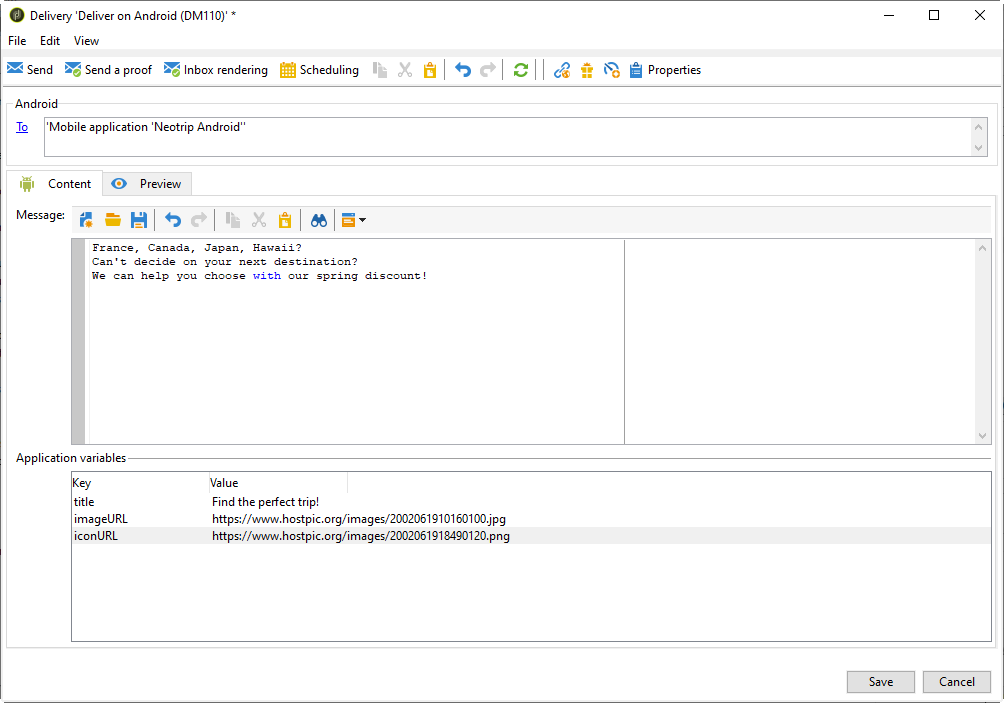 Delivery 'Deliver on Android (DM110)' *
File Edit View
Send Send a proof Inbox rendering Scheduling Properties
Android
To 'Mobile application 'Neotrip Android''
Content Preview
Message:
France, Canada, Japan, Hawaii?
Can't decide on your next destination?
We can help you choose with our spring discount!
Application variables
Key Value
title Find the perfect trip!
imageURL https://www.hostpic.org/images/2002061910160100.jpg
iconURL https://www.hostpic.org/images/2002061918490120.png
Save Cancel